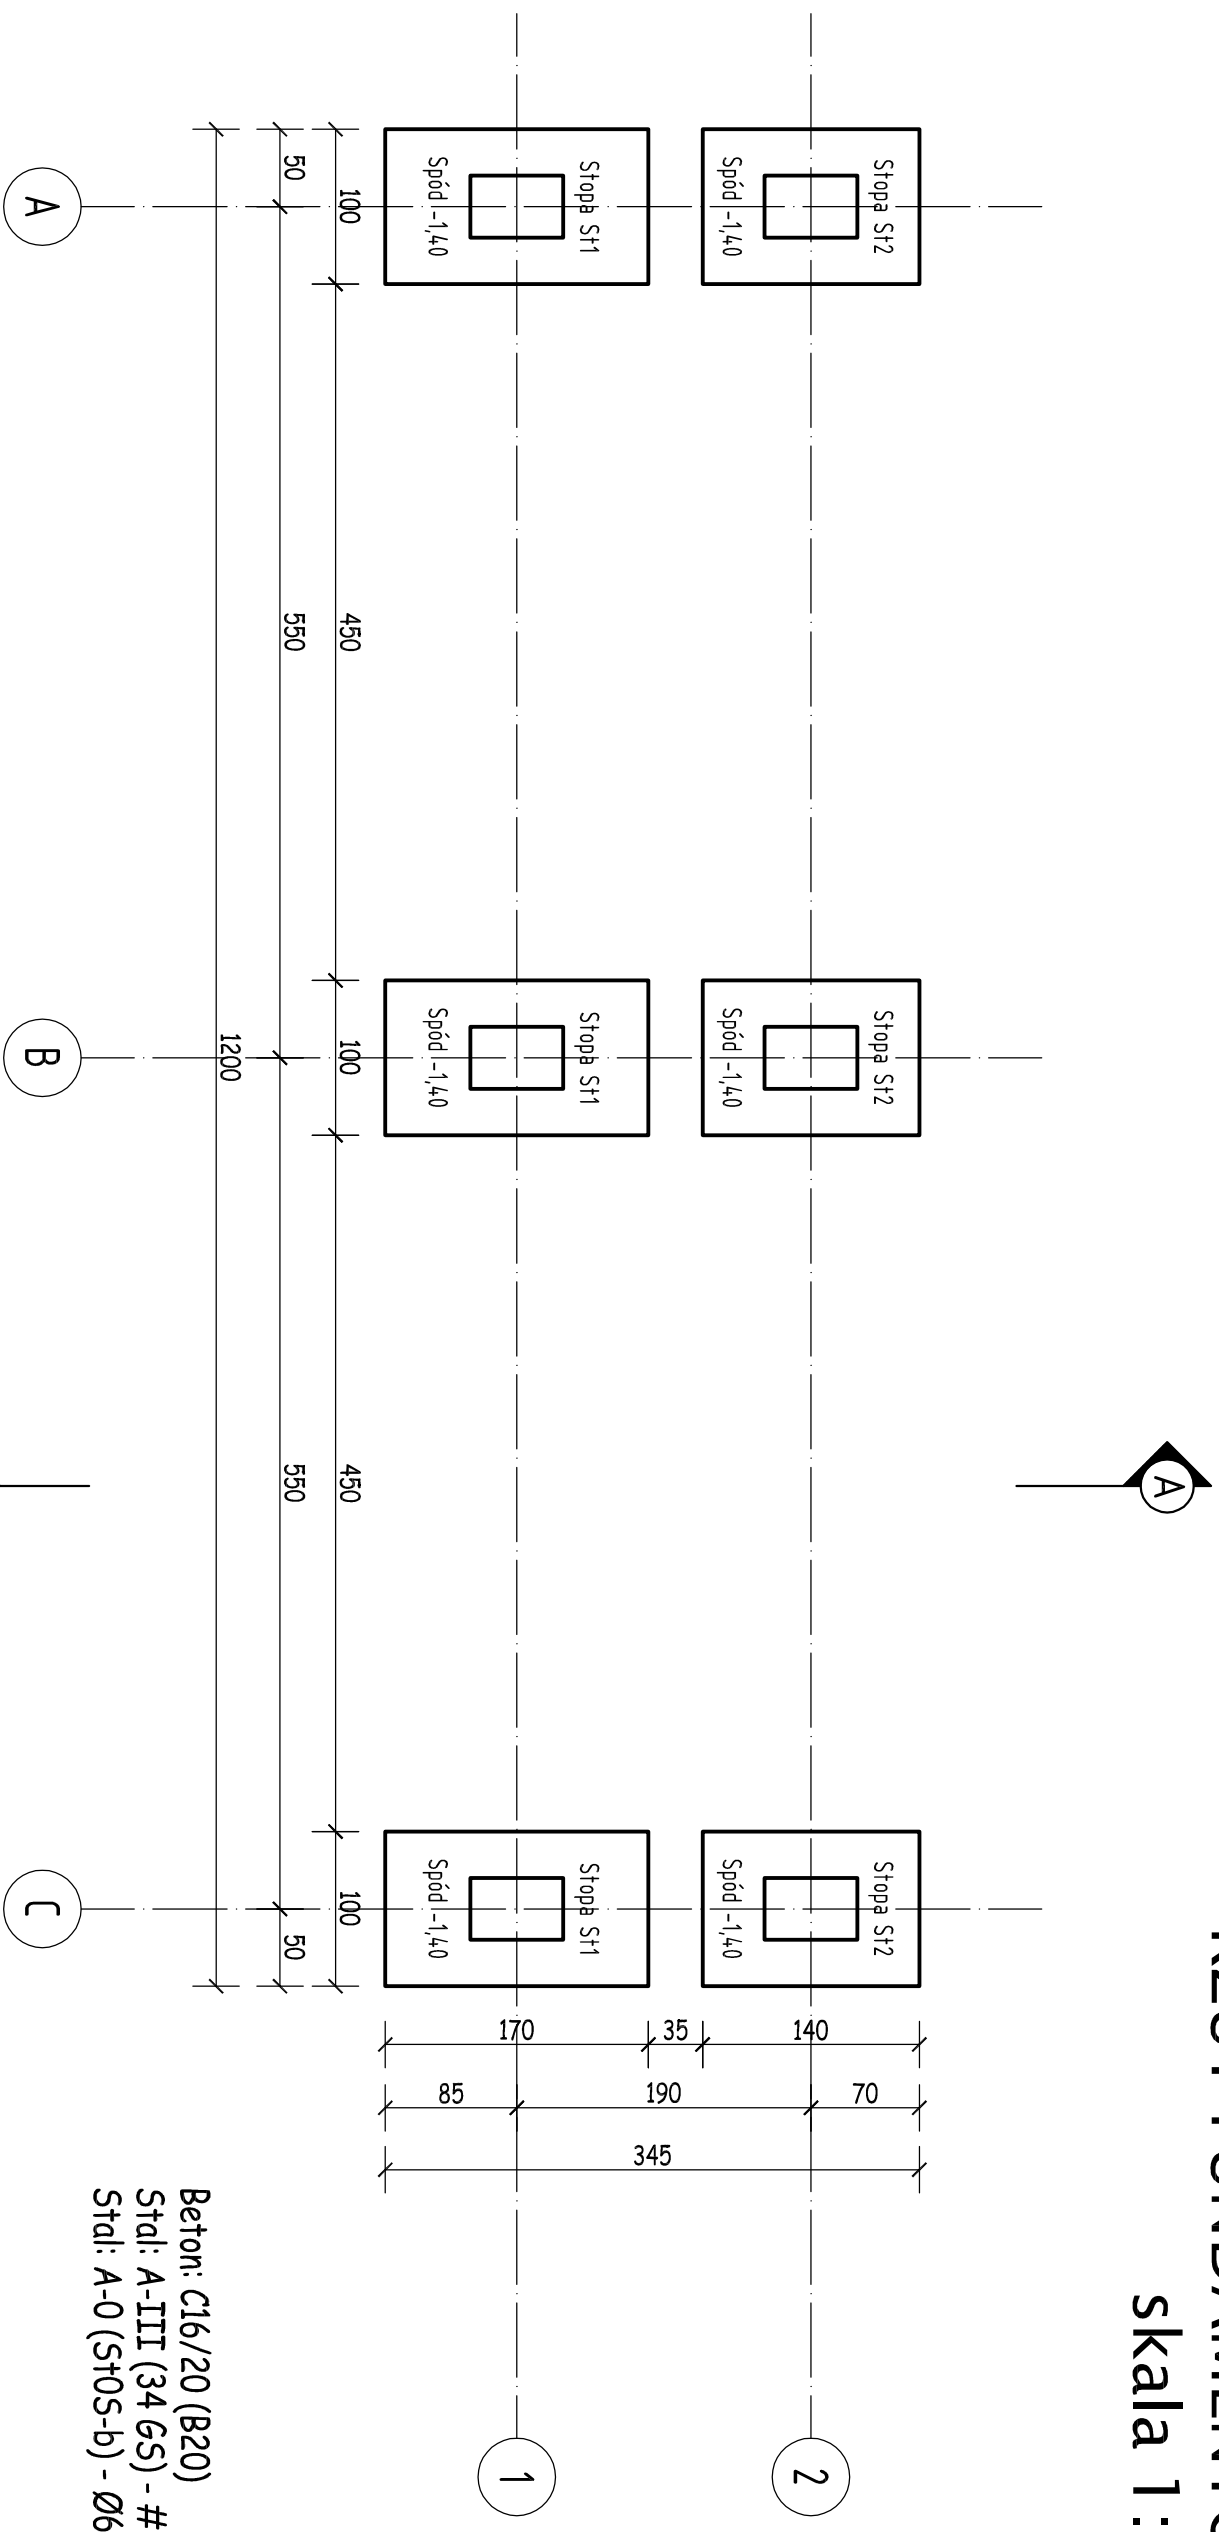 skala 1:
A
Stopa St2
Spód -1,40
Stopa St2
Spód -1,40
Stopa St2
Spód -1,40
Stopa St1
Spód -1,40
Stopa St1
Spód -1,40
Stopa St1
Spód -1,40
100
450
100
450
100
50
550
550
50
1200
A
B
C
140
35
170
70
190
85
345
2
1
Beton: C16/20 (B20)
Stal: A-III (34 GS) - #
Stal: A-0 (St0S-b) - Ø6